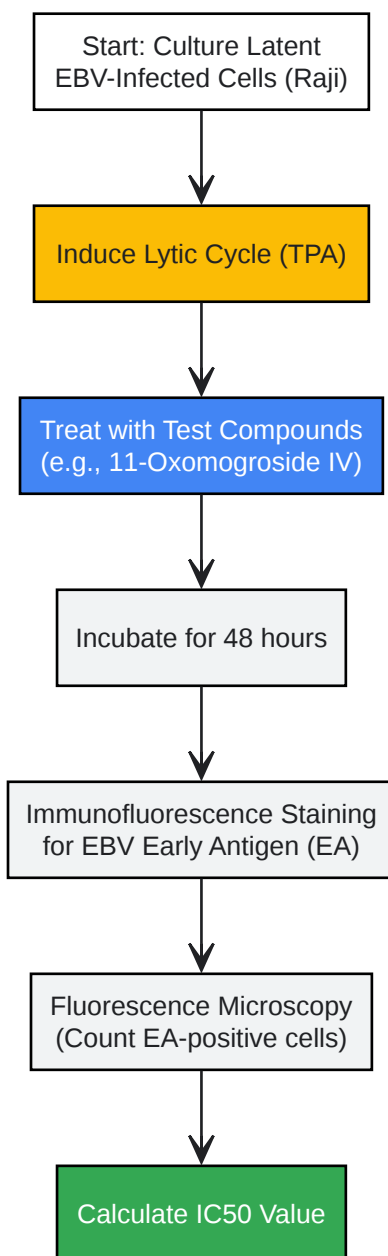 Start: Culture Latent
EBV-Infected Cells (Raji)
Induce Lytic Cycle (TPA)
Treat with Test Compounds
(e.g., 11-Oxomogroside IV)
Incubate for 48 hours
Immunofluorescence Staining
for EBV Early Antigen (EA)
Fluorescence Microscopy
(Count EA-positive cells)
Calculate IC50 Value